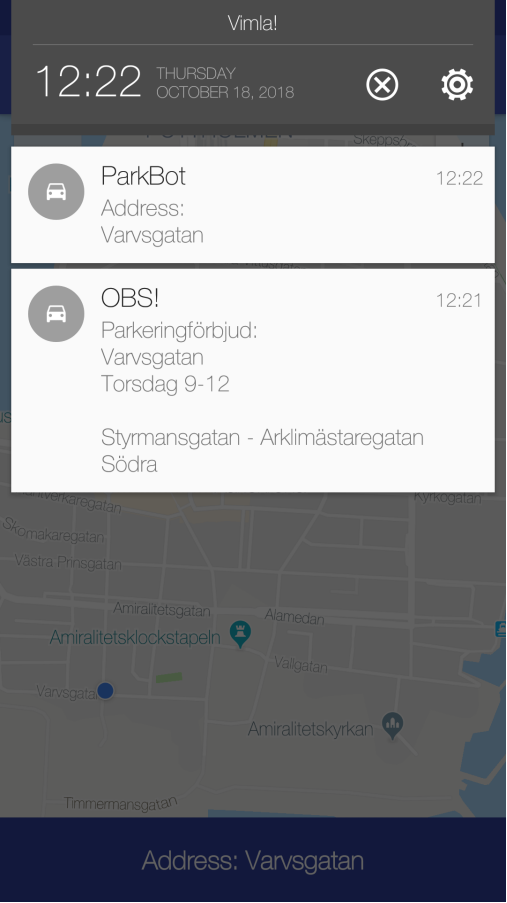 Vimla!
12:22
THURSDAY
OCTOBER 18, 2018
Skepps
ParkBot
12:22
Address:
Varvsgatan
OBS!
12:21
Parkeringförbjud:
Varvsgatan
Torsdag 9-12
Styrmansgatan - Arklimästaregatan
Södra
Kyrkogatan
Skomakaregatan
Västra Prinsgatan
Amiralitetsgatan
Alamedan
Amiralitetsklockstapeln
Vallgatan
Varvsgatan
Amiralitetskyrkan
Timmermansgatan
Address: Varvsgatan